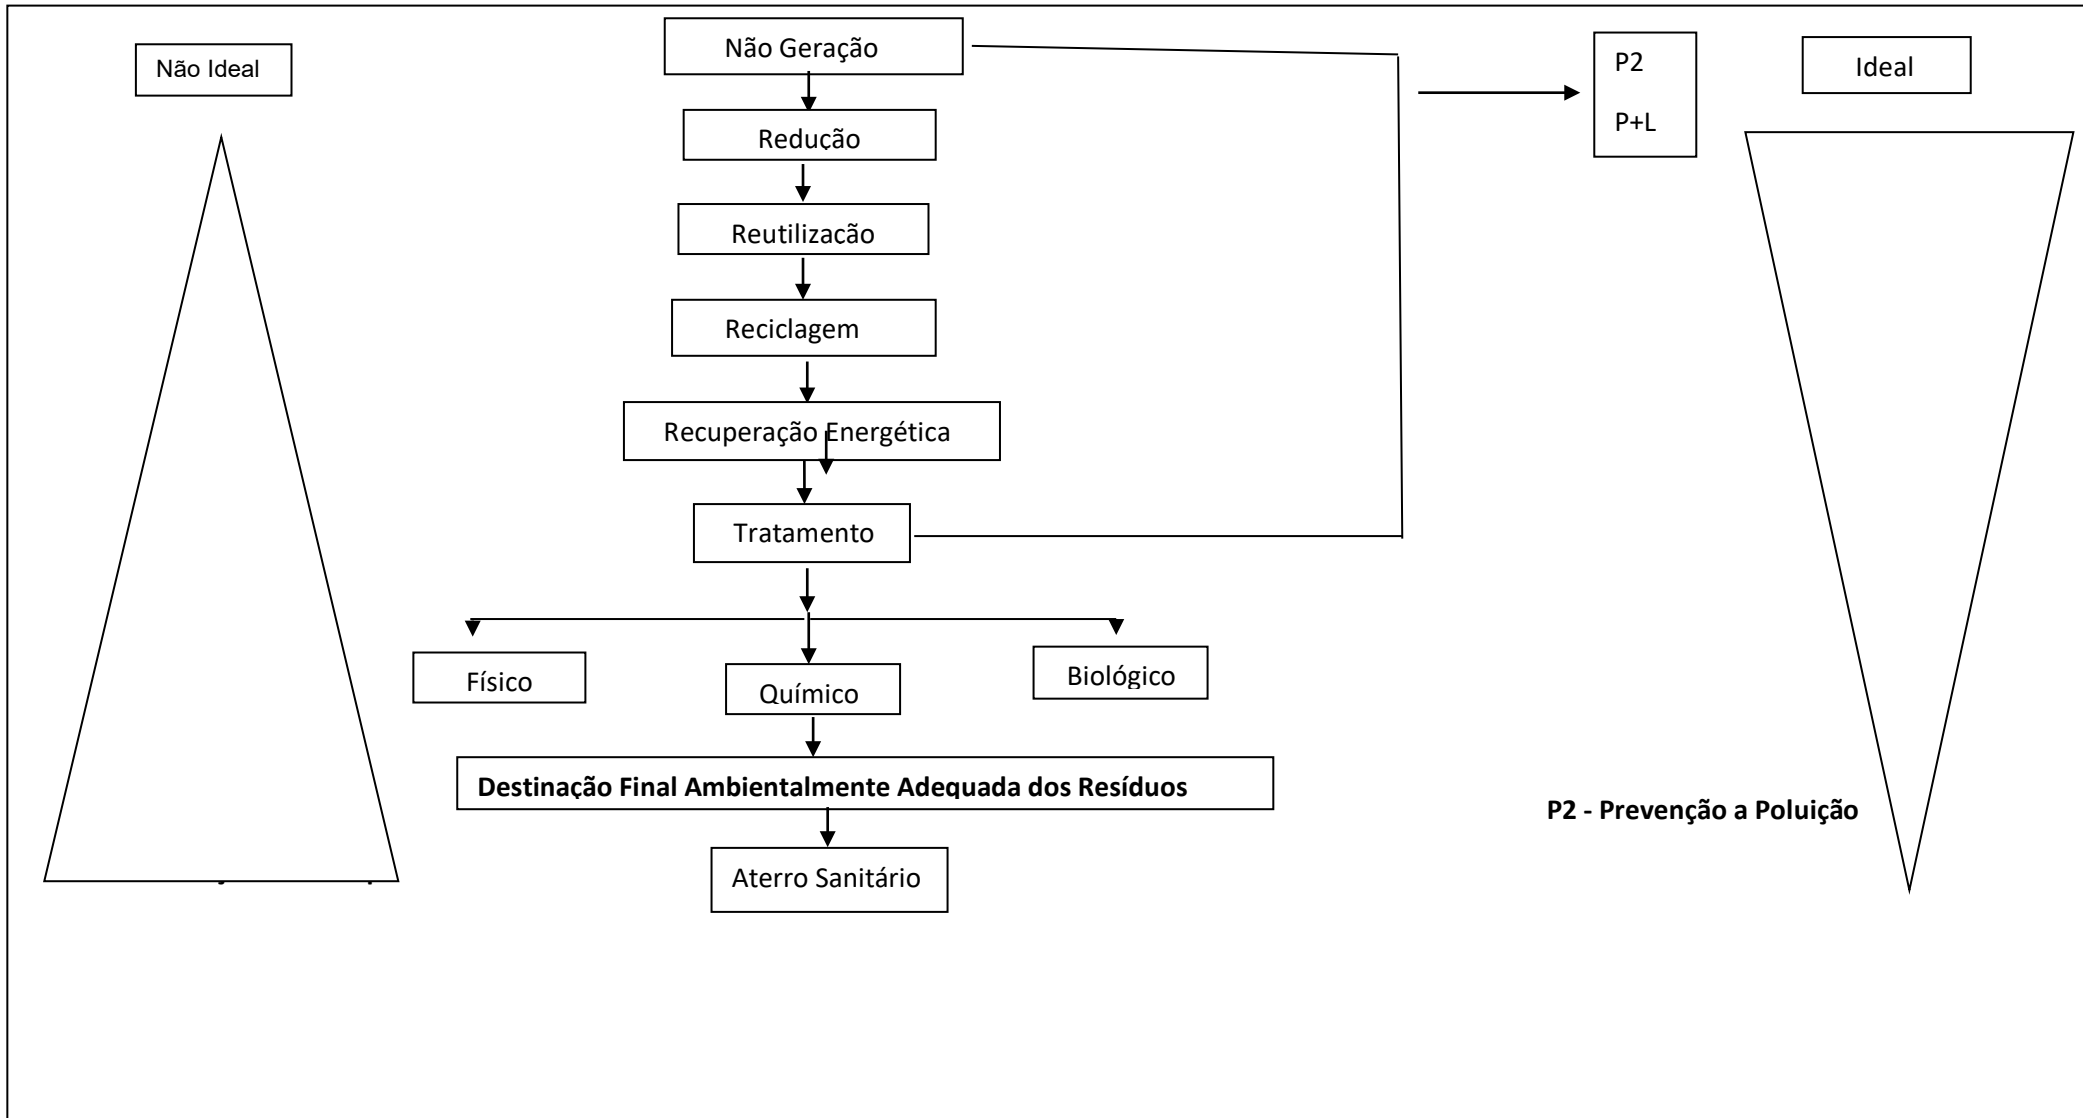 Não Ideal
Não Geração
P2
P+L
Ideal
Redução
Reutilização
Reciclagem
Recuperação Energética
Tratamento
Físico
Químico
Biológico
Destinação Final Ambientalmente Adequada dos Resíduos
P2 - Prevenção a Poluição
Aterro Sanitário